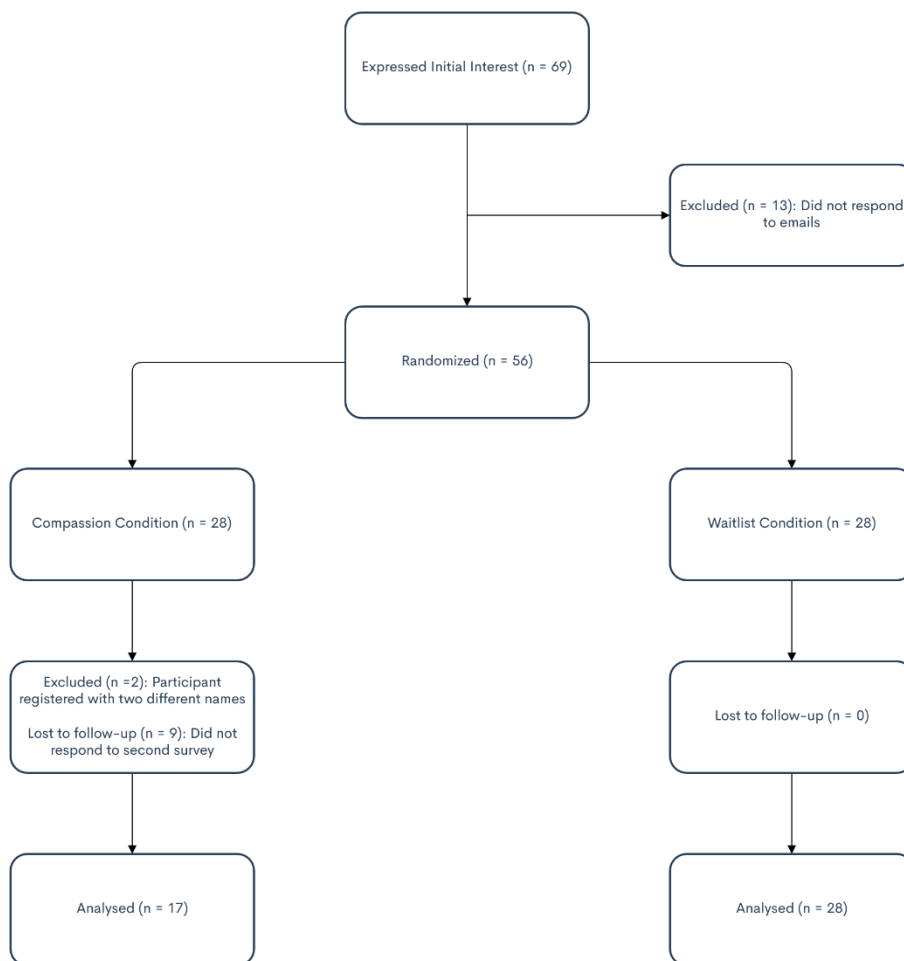 Expressed Initial Interest (n = 69)
Excluded (n = 13): Did not respond
to emails
Randomized (n = 56)
Compassion Condition (n = 28)
Waitlist Condition (n = 28)
Excluded (n =2): Participant
registered with two different names
Lost to follow-up (n = 9): Did not
respond to second survey
Lost to follow-up (n = 0)
Analysed (n = 17)
Analysed (n = 28)